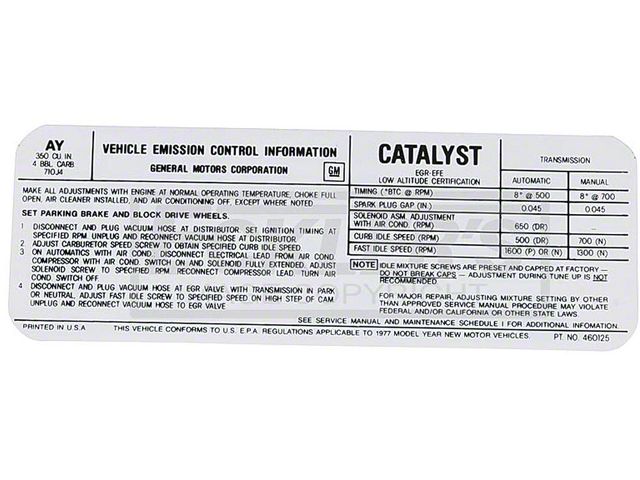 AY
350 CU. IN.
4 BBL. CARB
710J4
VEHICLE EMISSION CONTROL INFORMATION
GENERAL MOTORS CORPORATION
GM
MAKE ALL ADJUSTMENTS WITH ENGINE AT NORMAL OPERATING TEMPERATURE, CHOKE FULL
OPEN, AIR CLEANER INSTALLED, AND AIR CONDITIONING OFF, EXCEPT WHERE NOTED.
SET PARKING BRAKE AND BLOCK DRIVE WHEELS.
1 DISCONNECT AND PLUG VACUUM HOSE AT DISTRIBUTOR. SET IGNITION TIMING AT
SPECIFIED RPM. UNPLUG AND RECONNECT VACUUM HOSE AT DISTRIBUTOR.
2 ADJUST CARBURETOR SPEED SCREW TO OBTAIN SPECIFIED CURB IDLE SPEED.
3 ON AUTOMATICS WITH AIR COND.: DISCONNECT ELECTRICAL LEAD FROM AIR COND.
COMPRESSOR WITH AIR COND. SWITCH ON AND SOLENOID FULLY EXTENDED. ADJUST
SOLENOID SCREW TO SPECIFIED RPM. RECONNECT COMPRESSOR LEAD. TURN AIR
COND. SWITCH OFF.
4 DISCONNECT AND PLUG VACUUM HOSE AT EGR VALVE. WITH TRANSMISSION IN PARK
OR NEUTRAL, ADJUST FAST IDLE SCREW TO SPECIFIED SPEED ON HIGH STEP OF CAM.
UNPLUG AND RECONNECT VACUUM HOSE TO EGR VALVE.
CATALYST
EGR-EFE
LOW ALTITUDE CERTIFICATION
TRANSMISSION
AUTOMATIC MANUAL
TIMING (°BTC @ RPM) 8° @ 500 8° @ 700
SPARK PLUG GAP (IN.) 0.045 0.045
SOLENOID ASM. ADJUSTMENT
WITH AIR COND. (RPM) 650 (DR) –
CURB IDLE SPEED (RPM) 500 (DR) 700 (N)
FAST IDLE SPEED (RPM) 1600 (P) OR (N) 1300 (N)
NOTE IDLE MIXTURE SCREWS ARE PRESET AND CAPPED AT FACTORY –
DO NOT BREAK CAPS – ADJUSTMENT DURING TUNE UP IS NOT
RECOMMENDED
FOR MAJOR REPAIR, ADJUSTING MIXTURE SETTING BY OTHER
THAN APPROVED SERVICE MANUAL PROCEDURE MAY VIOLATE
FEDERAL AND/OR CALIFORNIA OR OTHER STATE LAWS.
SEE SERVICE MANUAL AND MAINTENANCE SCHEDULE I FOR ADDITIONAL INFOMATION.
PRINTED IN U.S.A. THIS VEHICLE CONFORMS TO U.S. E.P.A. REGULATIONS APPLICABLE TO 1977 MODEL YEAR NEW MOTOR VEHICLES. PT. NO. 460125